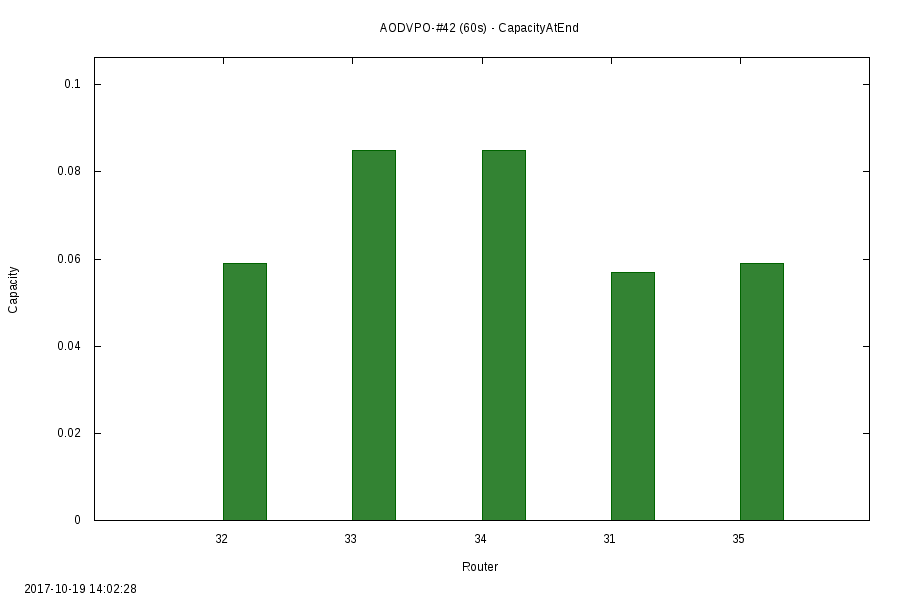 AODVPO-#42 (60s) - CapacityAtEnd
0.1
0.08
0.06
0.04
0.02
0
Capacity
32 33 34 31 35
Router
2017-10-19 14:02:28